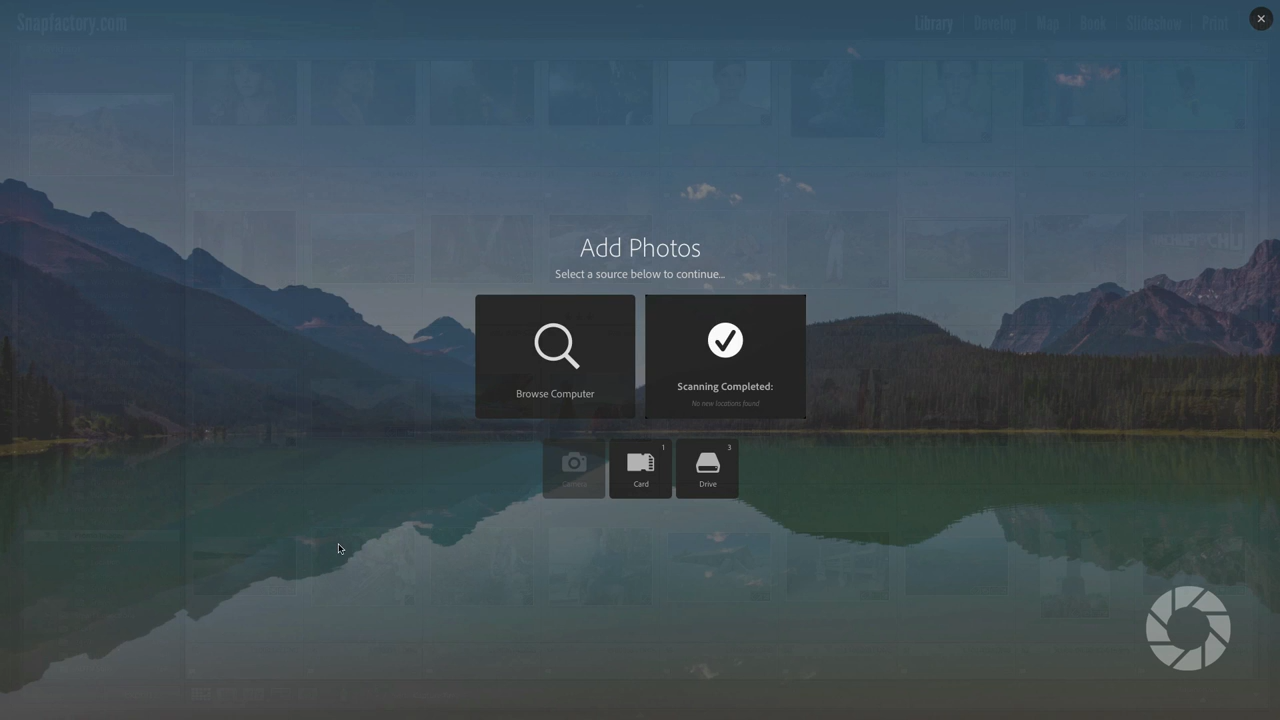 Snapfactory.com
Library | Develop | Map | Book | Slideshow | Print
Add Photos
Select a source below to continue...
Browse Computer
Scanning Completed:
No new locations found
Camera
1
Card
3
Drive